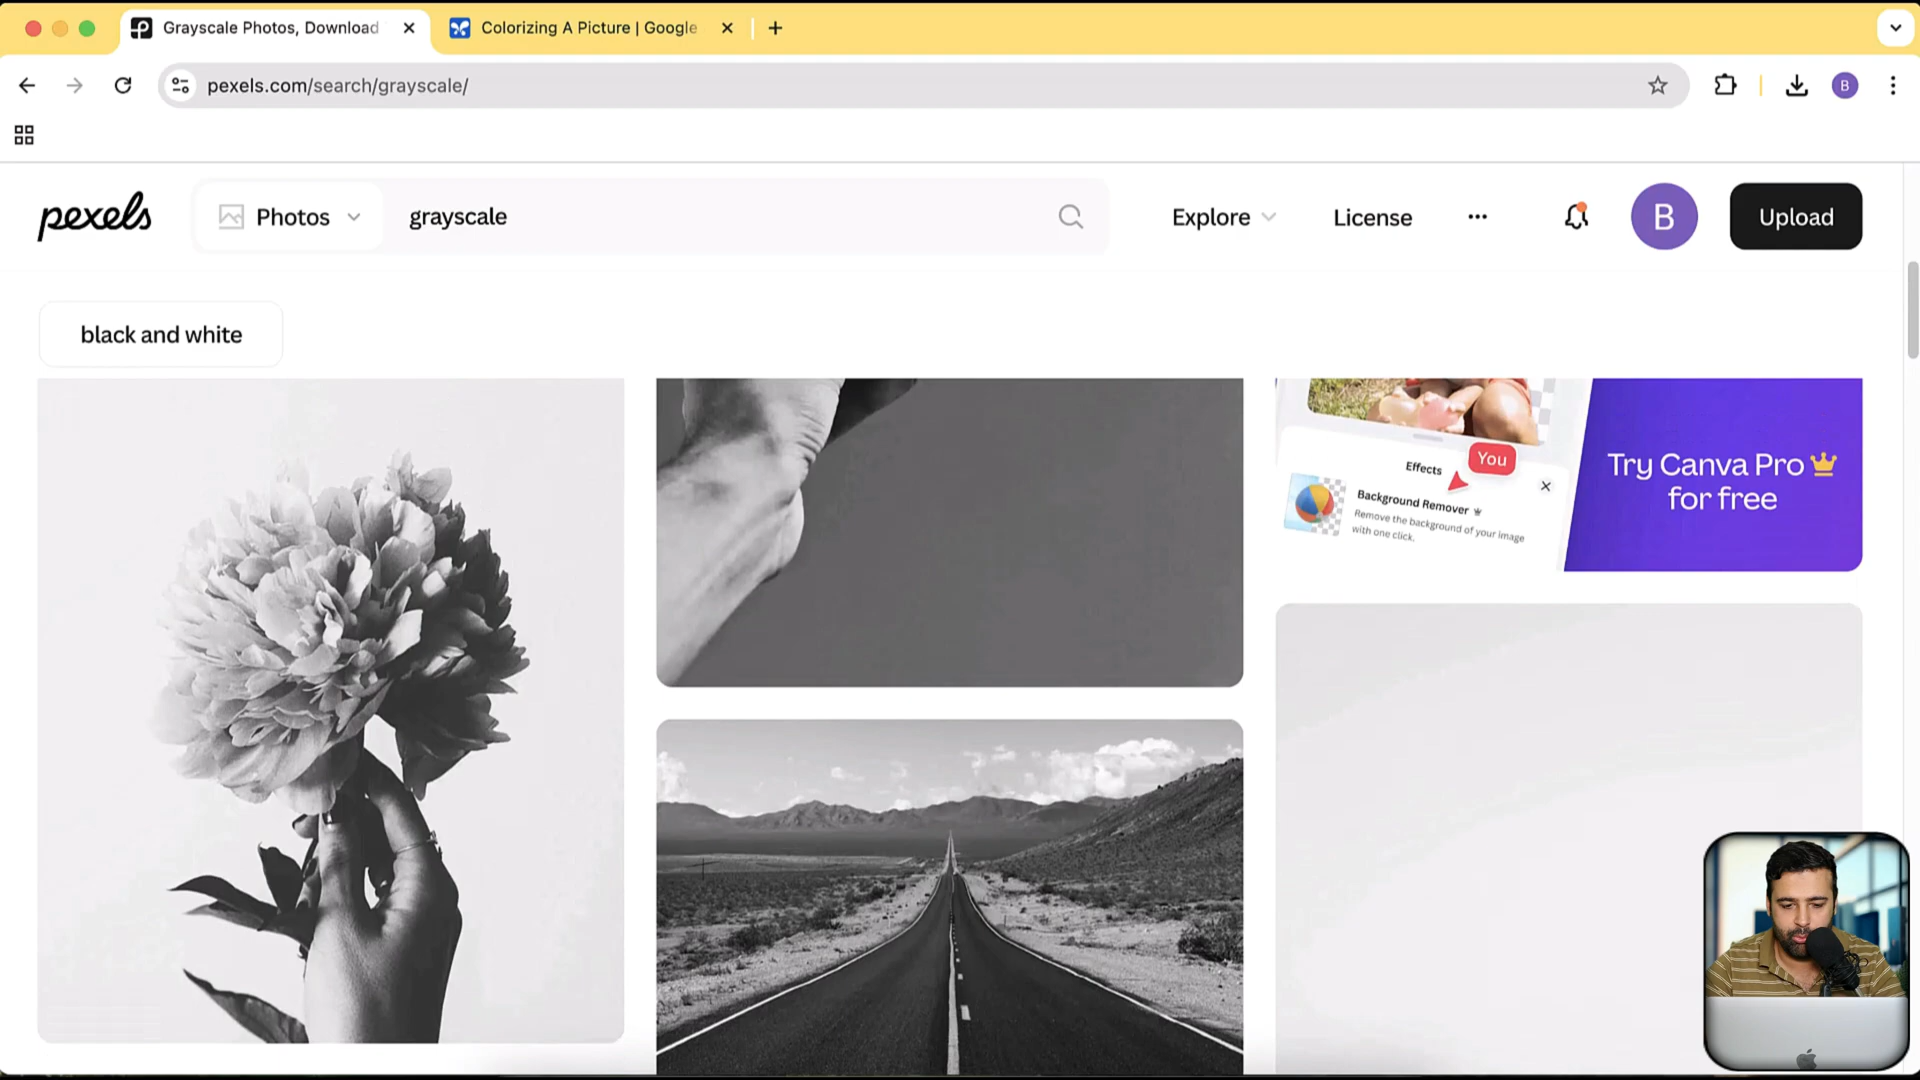 Grayscale Photos, Download
Colorizing A Picture | Google
pexels.com/search/grayscale/
B
pexels
Photos
grayscale
Explore
License
B
Upload
black and white
Effects
You
Background Remover
Remove the background of your image
with one click.
Try Canva Pro
for free